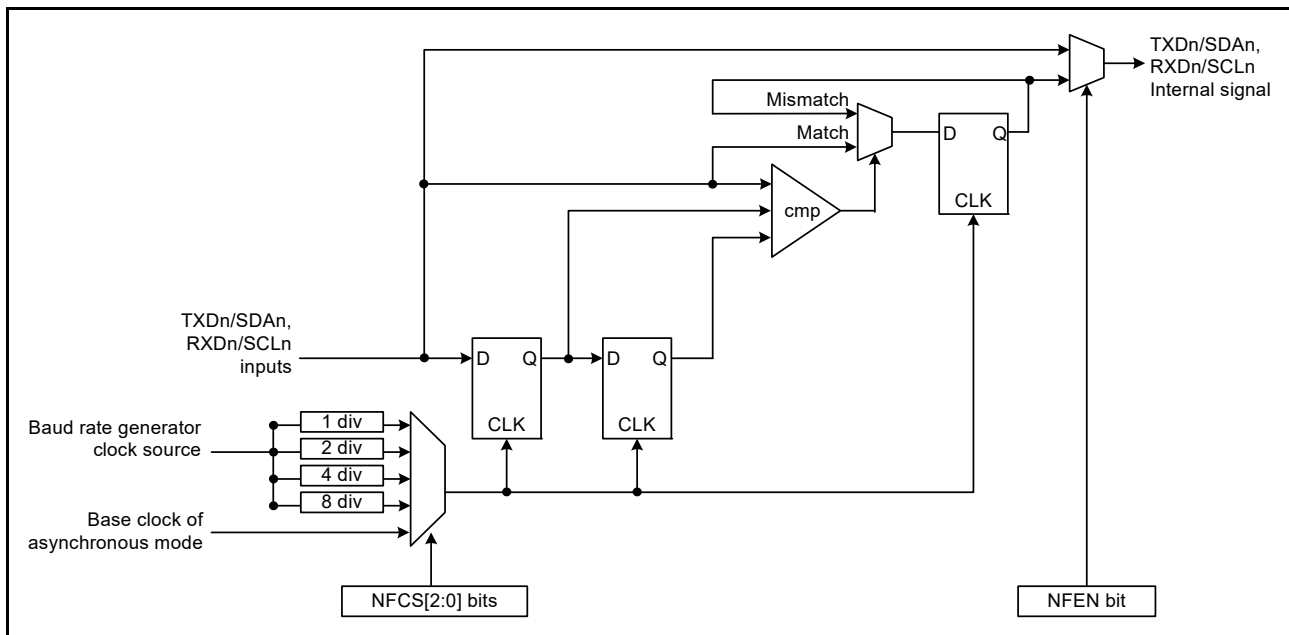 TXDn/SDAn,
RXDn/SCLn
Internal signal
Mismatch
Match
D Q
CLK
cmp
TXDn/SDAn,
RXDn/SCLn
inputs
D Q
CLK
D Q
CLK
Baud rate generator
clock source
1 div
2 div
4 div
8 div
Base clock of
asynchronous mode
NFCS[2:0] bits
NFEN bit